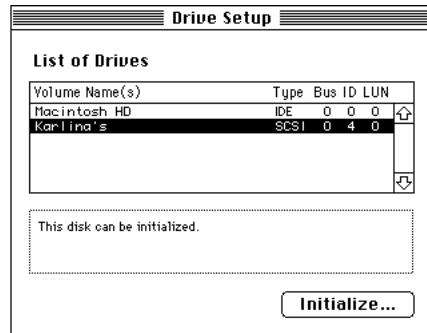 Drive Setup
List of Drives
Volume Name(s) Type Bus ID LUN
Macintosh HD IDE 0 0 0
Karlina's SCSI 0 4 0
This disk can be initialized.
Initialize...